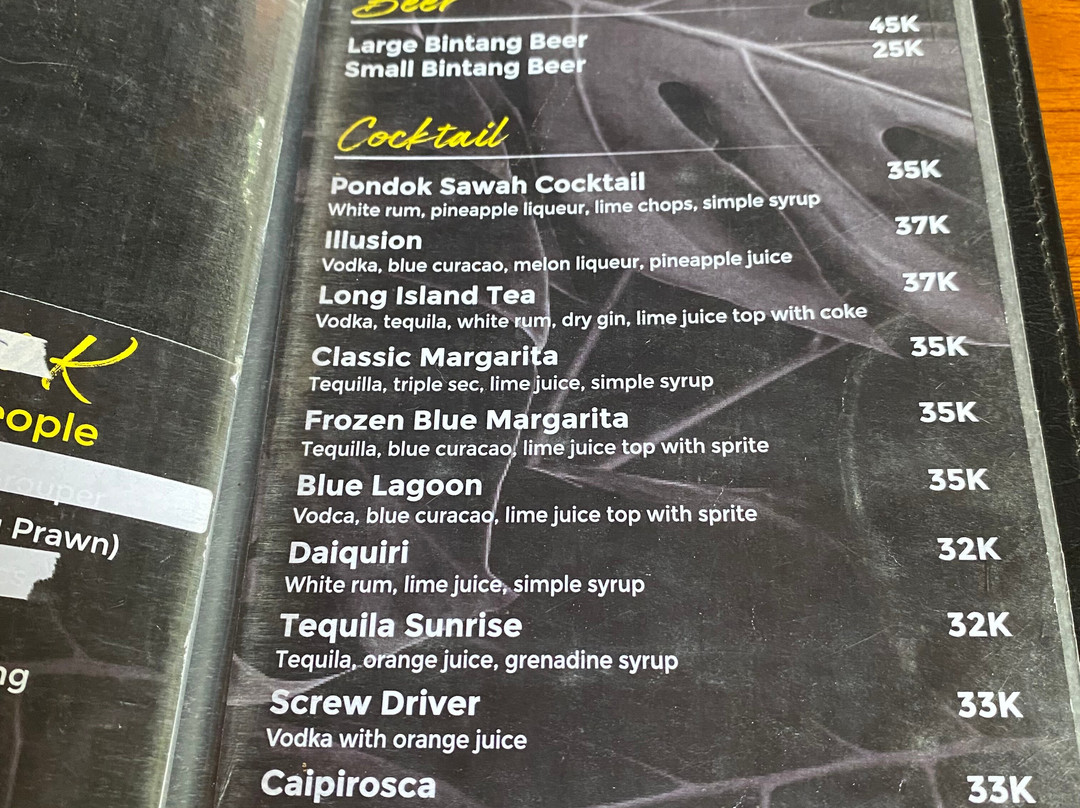 K
eople
rouper
Prawn)
ng
Beer
Large Bintang Beer 45K
Small Bintang Beer 25K
Cocktail
Pondok Sawah Cocktail 35K
White rum, pineapple liqueur, lime chops, simple syrup
Illusion 37K
Vodka, blue curacao, melon liqueur, pineapple juice
Long Island Tea 37K
Vodka, tequila, white rum, dry gin, lime juice top with coke
Classic Margarita 35K
Tequilla, triple sec, lime juice, simple syrup
Frozen Blue Margarita 35K
Tequilla, blue curacao, lime juice top with sprite
Blue Lagoon 35K
Vodca, blue curacao, lime juice top with sprite
Daiquiri 32K
White rum, lime juice, simple syrup
Tequila Sunrise 32K
Tequila, orange juice, grenadine syrup
Screw Driver 33K
Vodka with orange juice
Caipirosca 33K